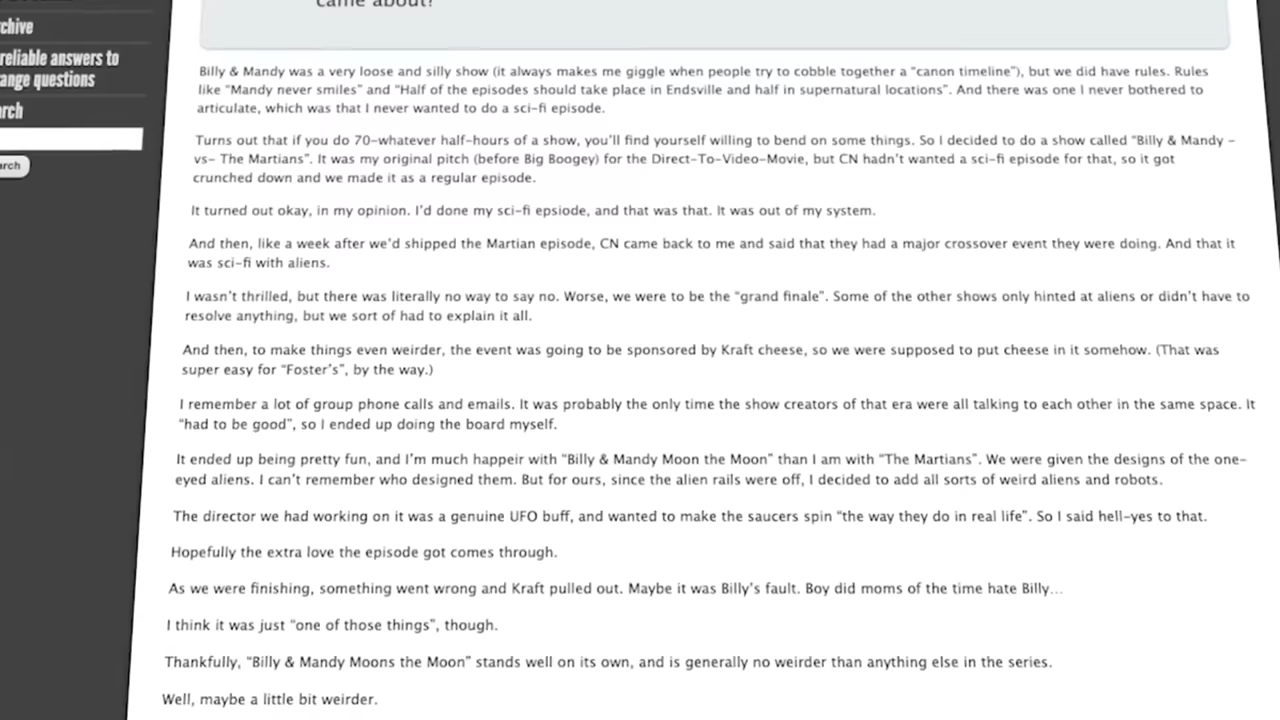 came about?
chive
reliable answers to
ange questions
rch
arch
Billy & Mandy was a very loose and silly show (it always makes me giggle when people try to cobble together a "canon timeline"), but we did have rules. Rules
like "Mandy never smiles" and "Half of the episodes should take place in Endsville and half in supernatural locations". And there was one I never bothered to
articulate, which was that I never wanted to do a sci-fi episode.
Turns out that if you do 70-whatever half-hours of a show, you'll find yourself willing to bend on some things. So I decided to do a show called "Billy & Mandy -
vs- The Martians". It was my original pitch (before Big Boogey) for the Direct-To-Video-Movie, but CN hadn't wanted a sci-fi episode for that, so it got
crunched down and we made it as a regular episode.
It turned out okay, in my opinion. I'd done my sci-fi epsiode, and that was that. It was out of my system.
And then, like a week after we'd shipped the Martian episode, CN came back to me and said that they had a major crossover event they were doing. And that it
was sci-fi with aliens.
I wasn't thrilled, but there was literally no way to say no. Worse, we were to be the "grand finale". Some of the other shows only hinted at aliens or didn't have to
resolve anything, but we sort of had to explain it all.
And then, to make things even weirder, the event was going to be sponsored by Kraft cheese, so we were supposed to put cheese in it somehow. (That was
super easy for "Foster's", by the way.)
I remember a lot of group phone calls and emails. It was probably the only time the show creators of that era were all talking to each other in the same space. It
"had to be good", so I ended up doing the board myself.
It ended up being pretty fun, and I'm much happeir with "Billy & Mandy Moon the Moon" than I am with "The Martians". We were given the designs of the one-
eyed aliens. I can't remember who designed them. But for ours, since the alien rails were off, I decided to add all sorts of weird aliens and robots.
The director we had working on it was a genuine UFO buff, and wanted to make the saucers spin "the way they do in real life". So I said hell-yes to that.
Hopefully the extra love the episode got comes through.
As we were finishing, something went wrong and Kraft pulled out. Maybe it was Billy's fault. Boy did moms of the time hate Billy...
I think it was just "one of those things", though.
Thankfully, "Billy & Mandy Moons the Moon" stands well on its own, and is generally no weirder than anything else in the series.
Well, maybe a little bit weirder.